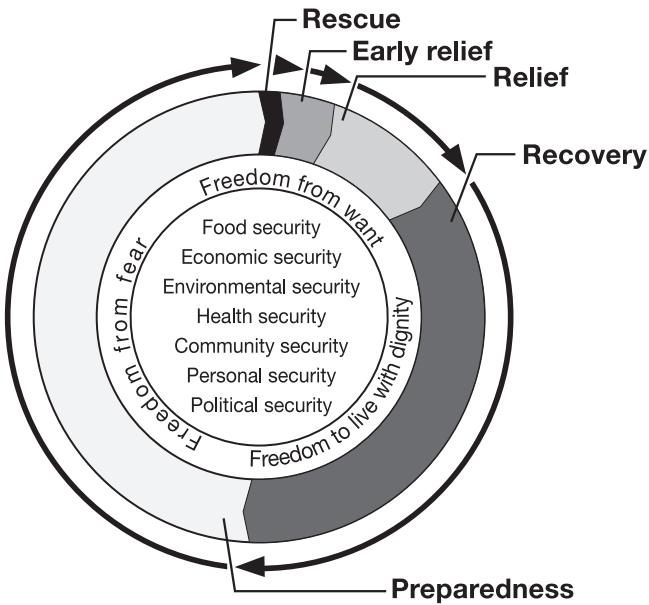 Rescue
Early relief
Relief
Recovery
Freedom from want
Food security
Economic security
Environmental security
Health security
Community security
Personal security
Political security
Freedom from fear
Freedom to live with dignity
Preparedness